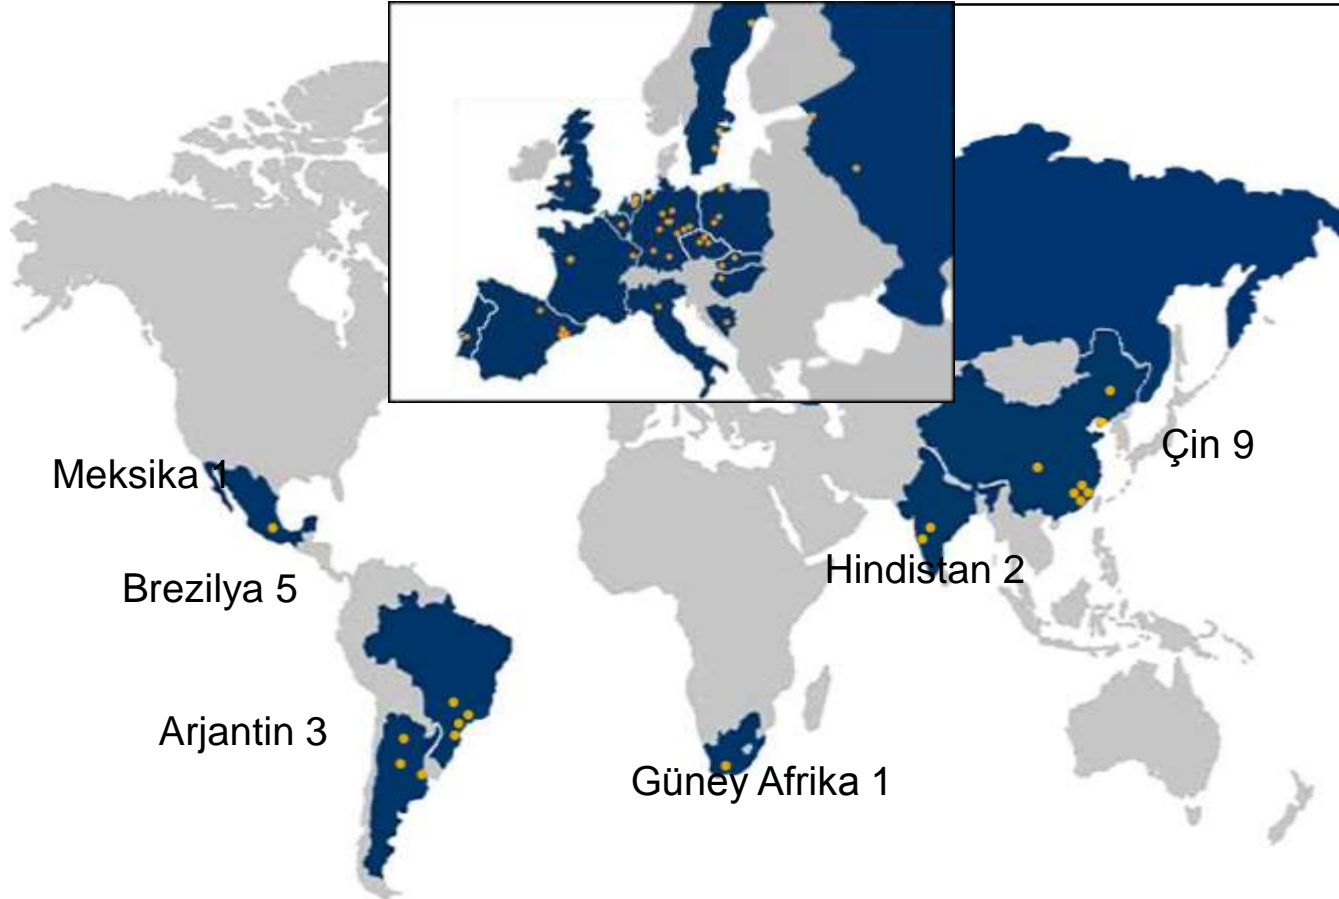 Çin 9
Meksika 1
Hindistan 2
Brezilya 5
Arjantin 3
Güney Afrika 1